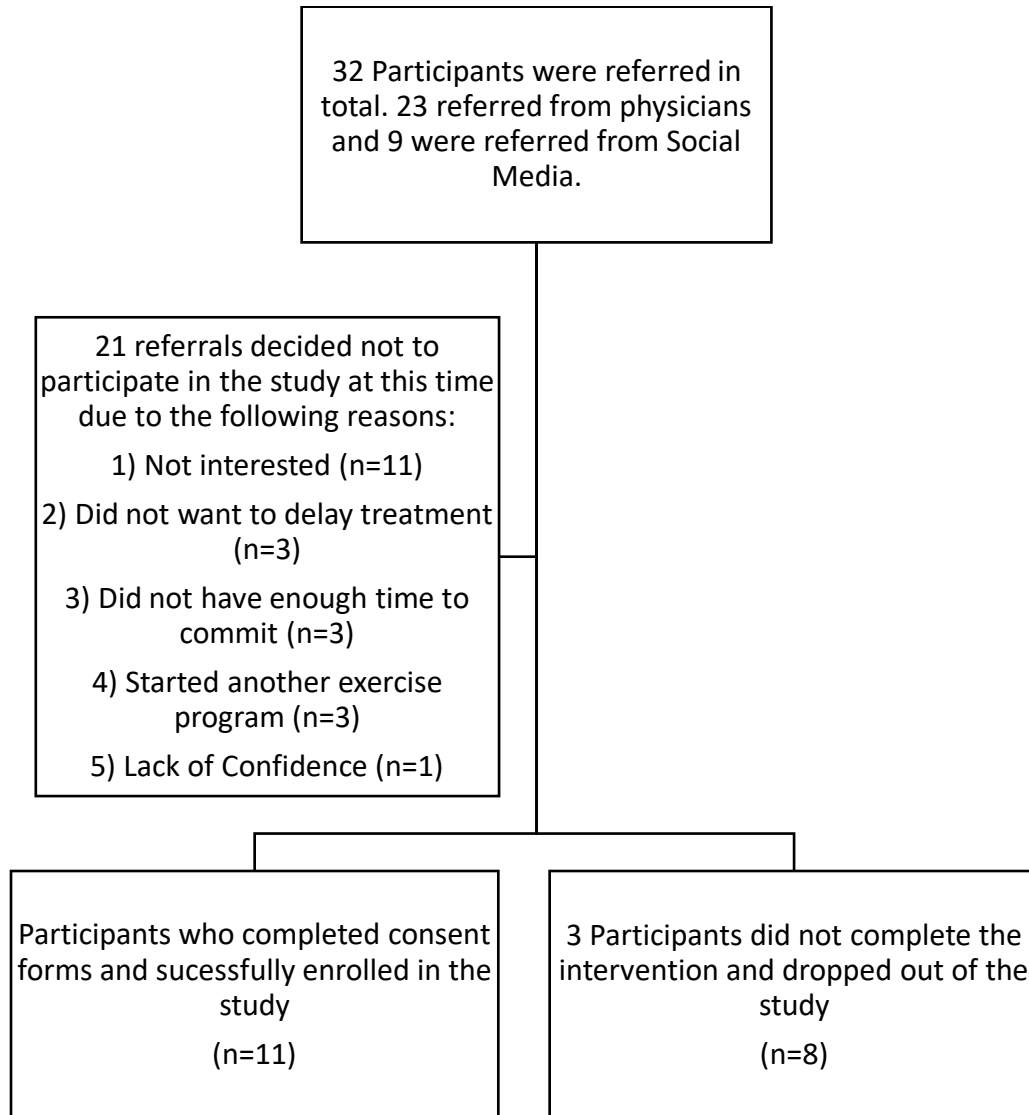 32 Participants were referred in
total. 23 referred from physicians
and 9 were referred from Social
Media.
21 referrals decided not to
participate in the study at this time
due to the following reasons:
1) Not interested (n=11)
2) Did not want to delay treatment
(n=3)
3) Did not have enough time to
commit (n=3)
4) Started another exercise
program (n=3)
5) Lack of Confidence (n=1)
Participants who completed consent
forms and sucessfully enrolled in the
study
(n=11)
3 Participants did not complete the
intervention and dropped out of the
study
(n=8)